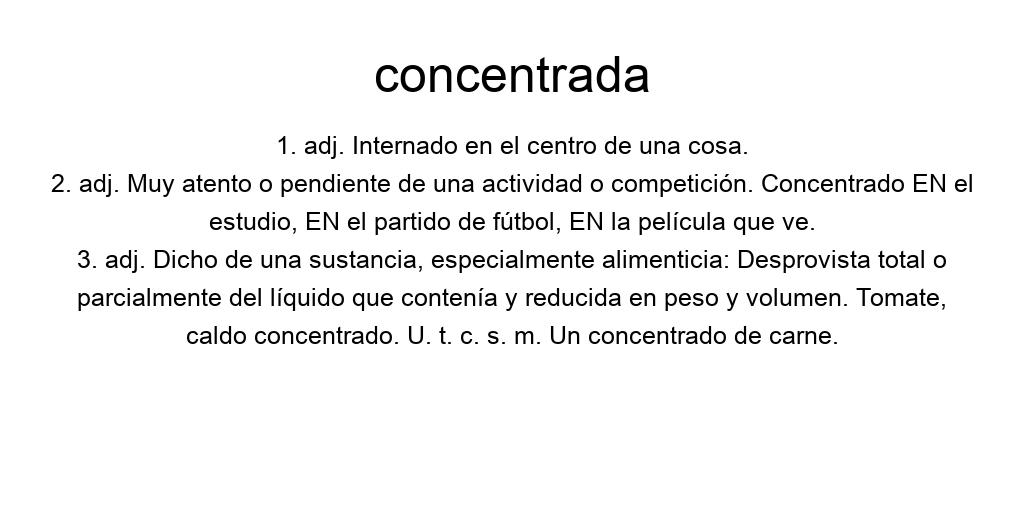 concentrada
1. adj. Internado en el centro de una cosa.
2. adj. Muy atento o pendiente de una actividad o competición. Concentrado EN el
estudio, EN el partido de fútbol, EN la película que ve.
3. adj. Dicho de una sustancia, especialmente alimenticia: Desprovista total o
parcialmente del líquido que contenía y reducida en peso y volumen. Tomate,
caldo concentrado. U. t. c. s. m. Un concentrado de carne.